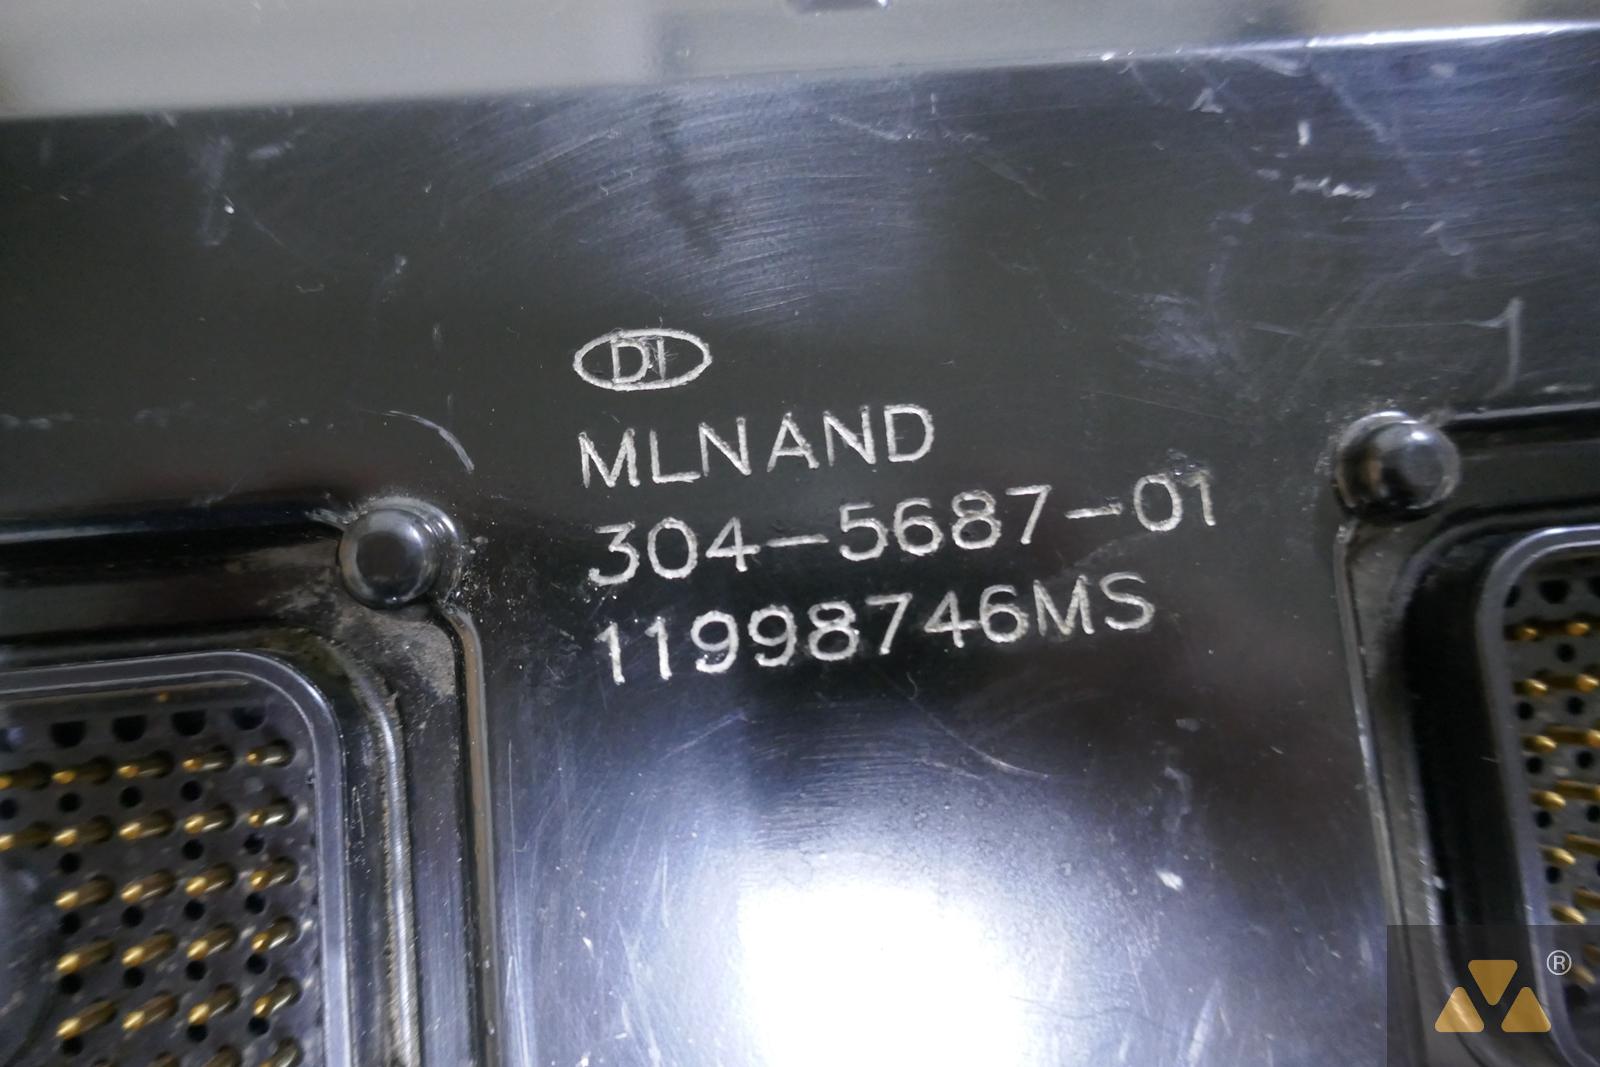 DI
MLNAND
304-5687-01
11998746MS
®